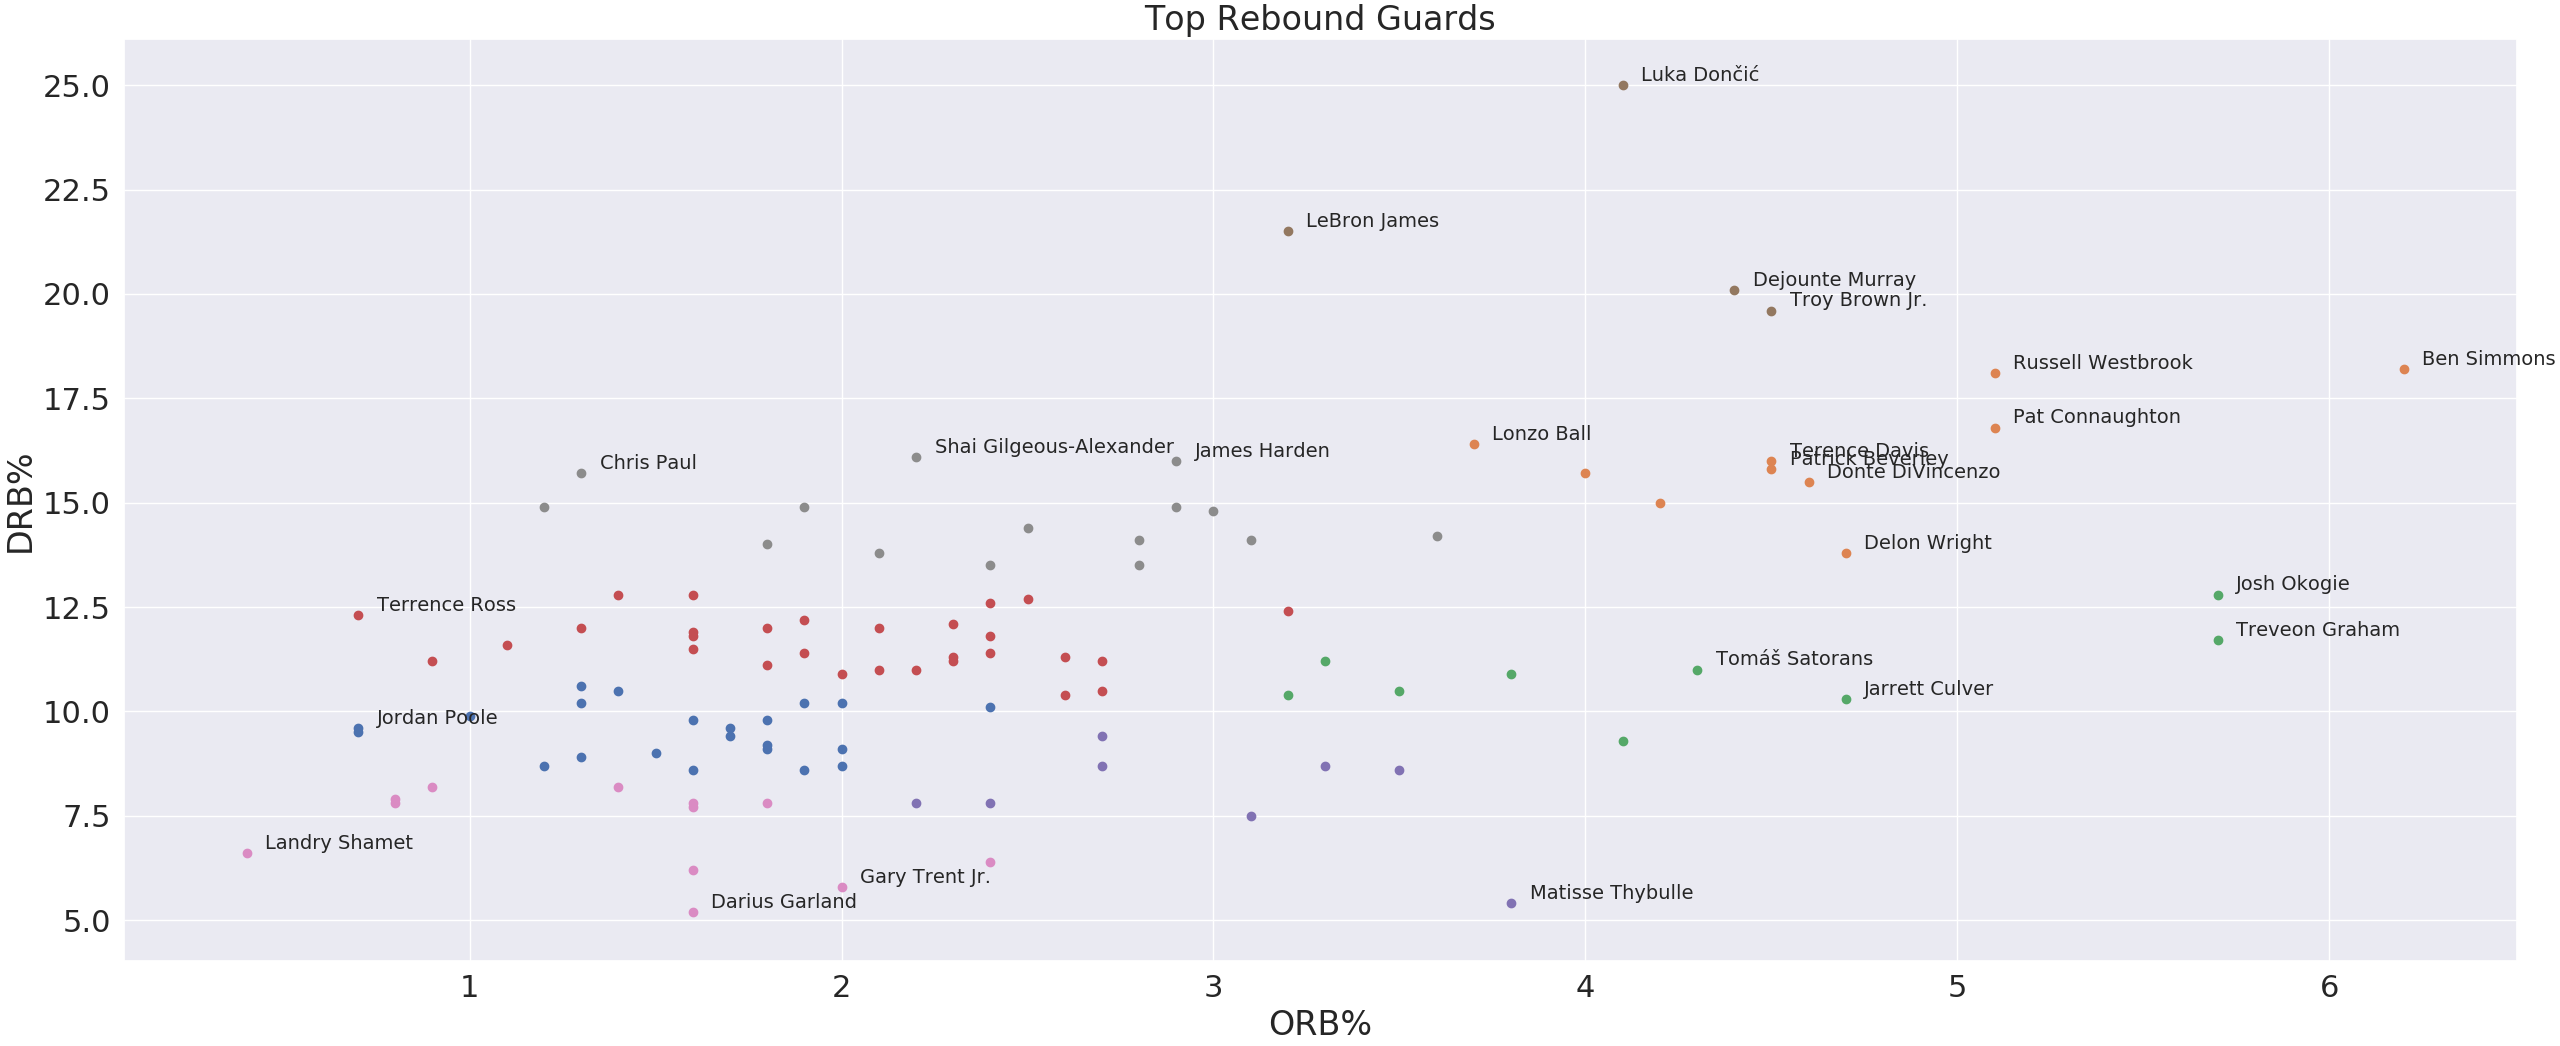 Top Rebound Guards
25.0
22.5
20.0
17.5
15.0
12.5
10.0
7.5
5.0
DRB%
Luka Dončić
LeBron James
Dejounte Murray
Troy Brown Jr.
Ben Simmons
Russell Westbrook
Pat Connaughton
Lonzo Ball
Shai Gilgeous-Alexander
James Harden
Terence Davis
Patrick Beverley
Chris Paul
Donte DiVincenzo
Delon Wright
Josh Okogie
Terrence Ross
Treveon Graham
Tomáš Satorans
Jarrett Culver
Jordan Poole
Landry Shamet
Gary Trent Jr.
Matisse Thybulle
Darius Garland
1 2 3 4 5 6
ORB%